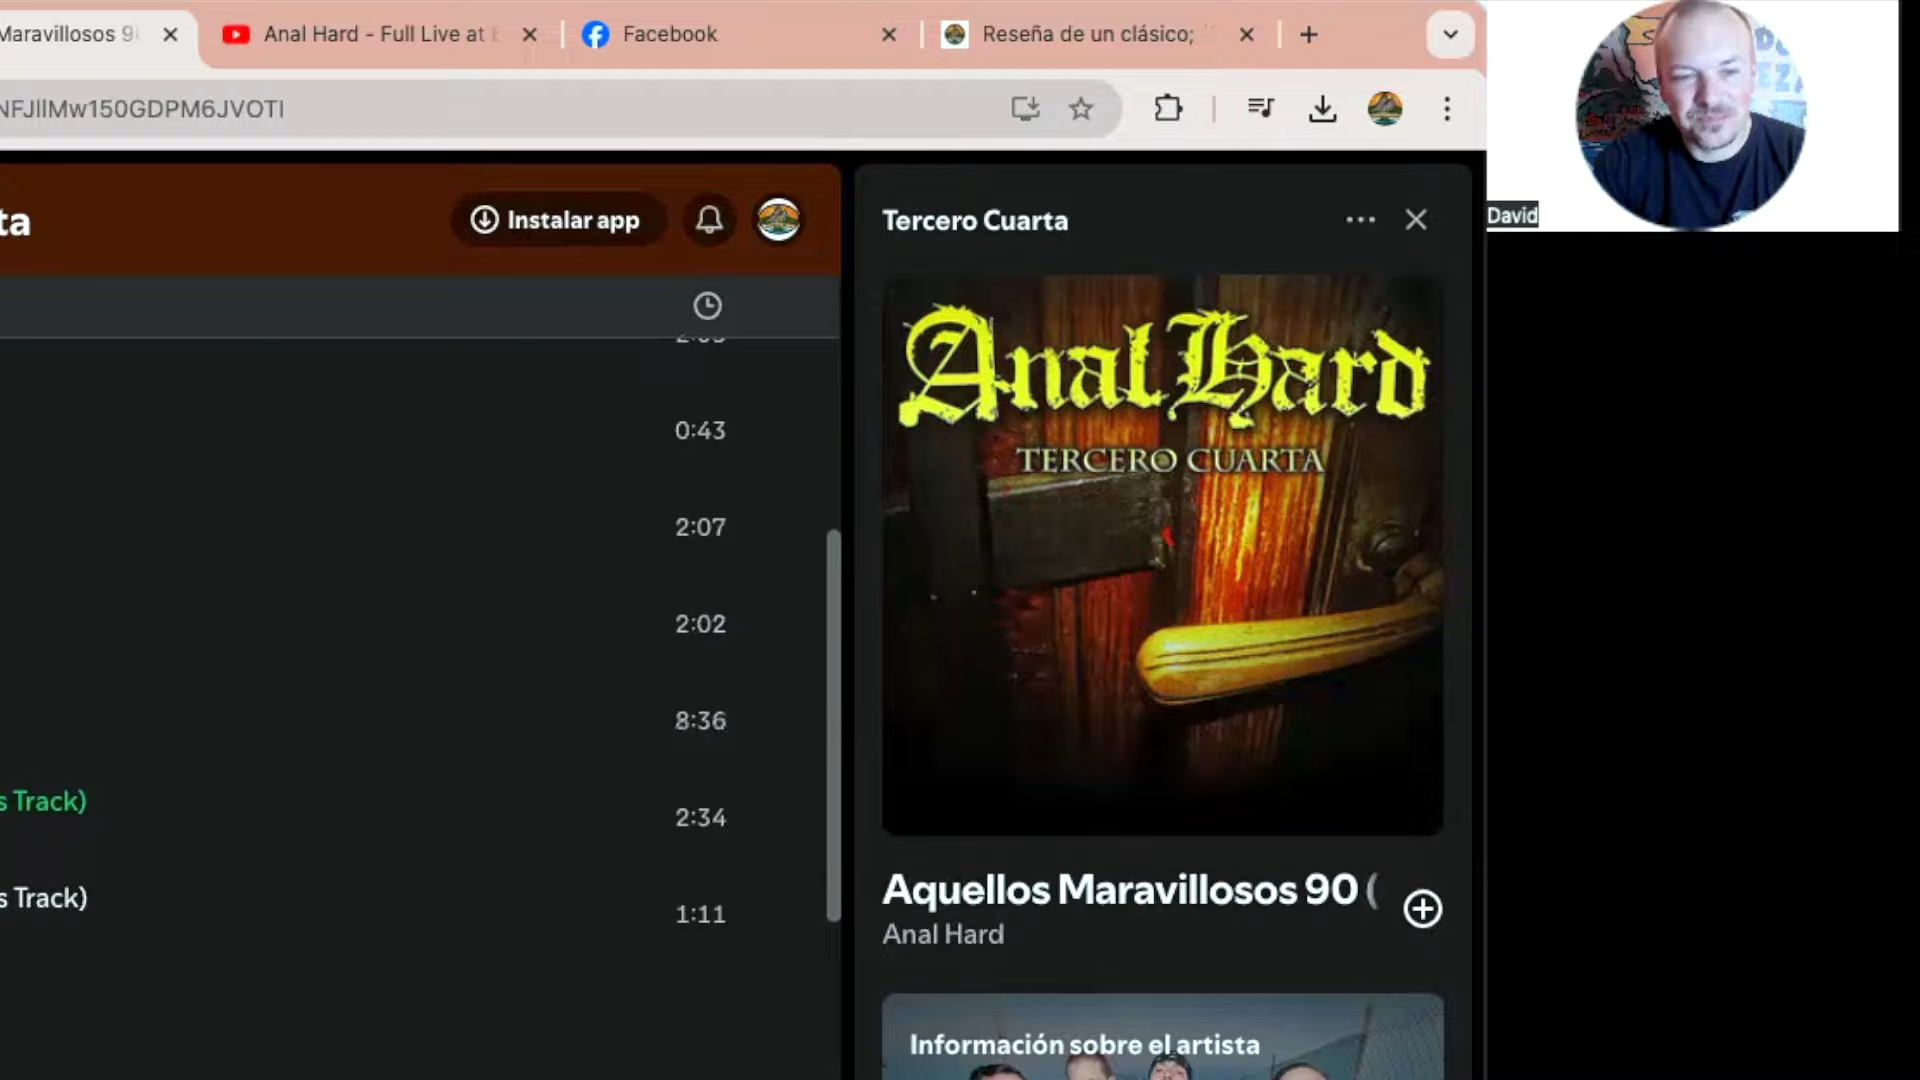 Maravillosos 9
Anal Hard - Full Live at
Facebook
Reseña de un clásico;
NFJllMw150GDPM6JVOTI
David
ta
Instalar app
Tercero Cuarta
0:43
2:07
2:02
8:36
s Track)
2:34
s Track)
1:11
Anal Hard
TERCERO CUARTA
Aquellos Maravillosos 90 (
Anal Hard
Información sobre el artista